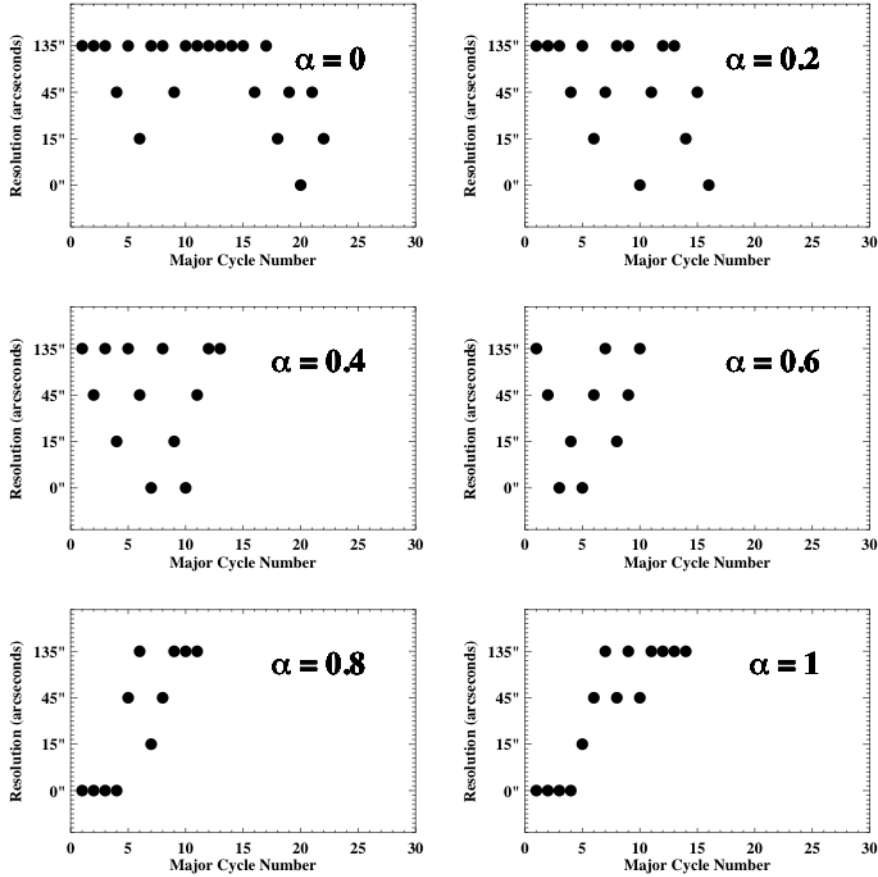 Resolution (arcseconds)
135"
45"
15"
0"
α = 0
0 5 10 15 20 25 30
Major Cycle Number
Resolution (arcseconds)
135"
45"
15"
0"
α = 0.2
0 5 10 15 20 25 30
Major Cycle Number
Resolution (arcseconds)
135"
45"
15"
0"
α = 0.4
0 5 10 15 20 25 30
Major Cycle Number
Resolution (arcseconds)
135"
45"
15"
0"
α = 0.6
0 5 10 15 20 25 30
Major Cycle Number
Resolution (arcseconds)
135"
45"
15"
0"
α = 0.8
0 5 10 15 20 25 30
Major Cycle Number
Resolution (arcseconds)
135"
45"
15"
0"
α = 1
0 5 10 15 20 25 30
Major Cycle Number